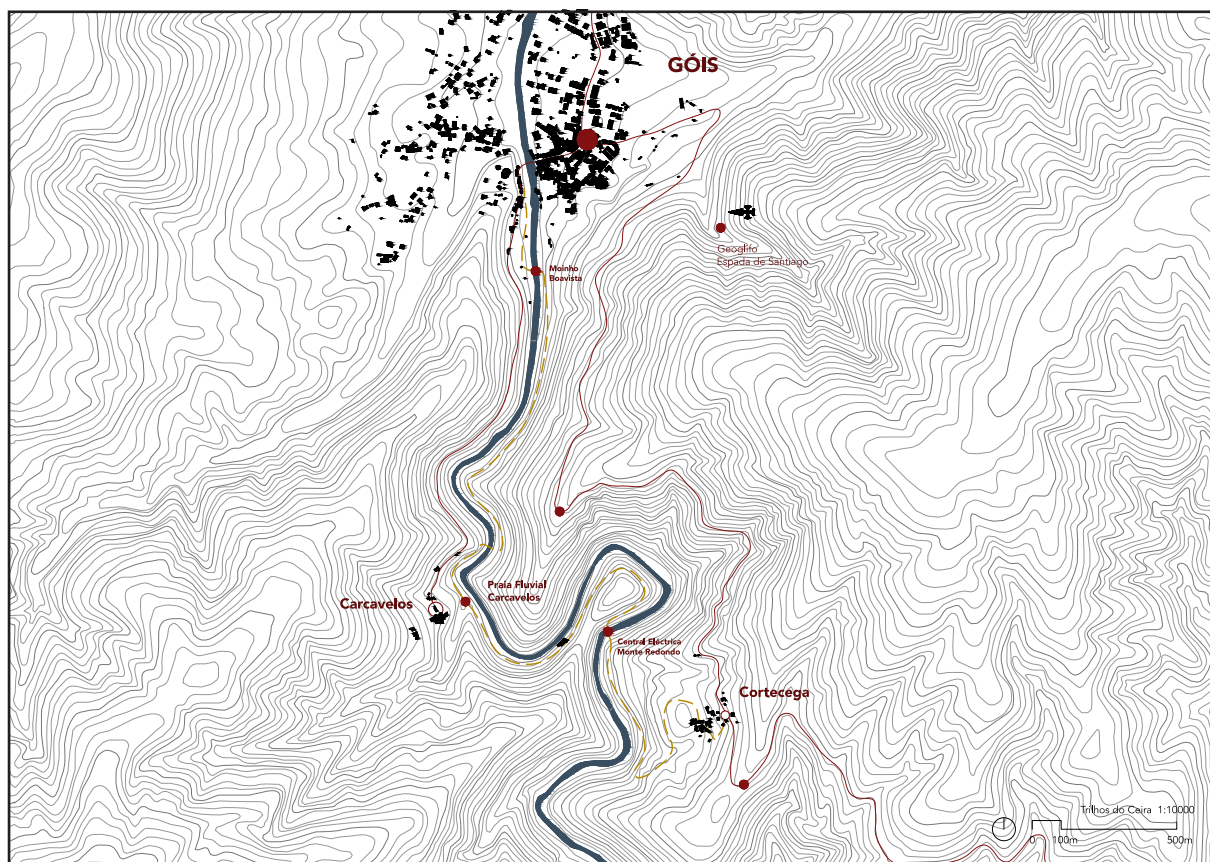 GÓIS
Geoglifo
Espada de Santiago
Moinho
Boavista
Praia Fluvial
Carcavelos
Carcavelos
Central Eléctrica
Monte Redondo
Cortecega
Trilhos do Ceira 1:10000
0 100m 500m